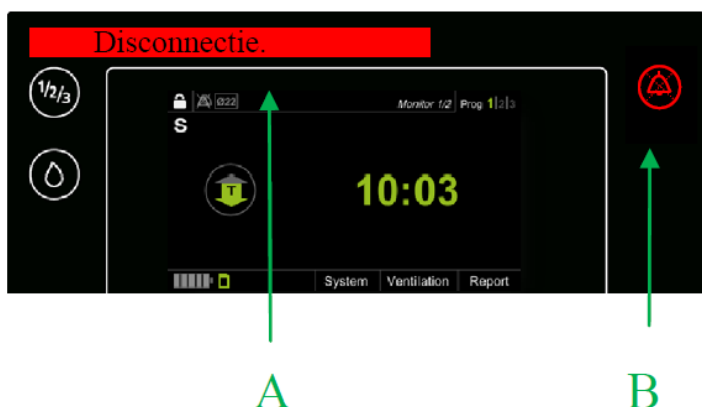 Disconnectie.
1/2/3
Ø22
Monitor 1/2
Prog 1|2|3
S
T
10:03
System
Ventilation
Report
A
B